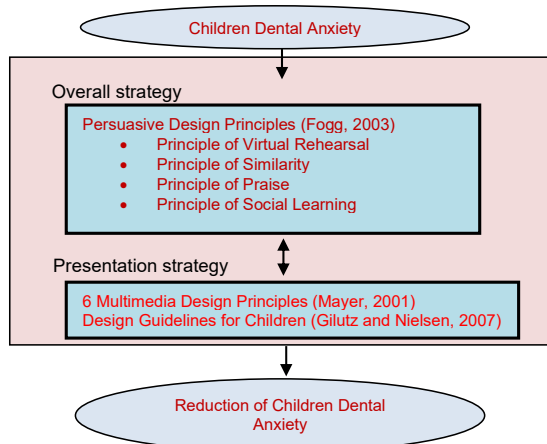 Children Dental Anxiety
Overall strategy
Persuasive Design Principles (Fogg, 2003)
• Principle of Virtual Rehearsal
• Principle of Similarity
• Principle of Praise
• Principle of Social Learning
Presentation strategy
6 Multimedia Design Principles (Mayer, 2001)
Design Guidelines for Children (Gilutz and Nielsen, 2007)
Reduction of Children Dental
Anxiety